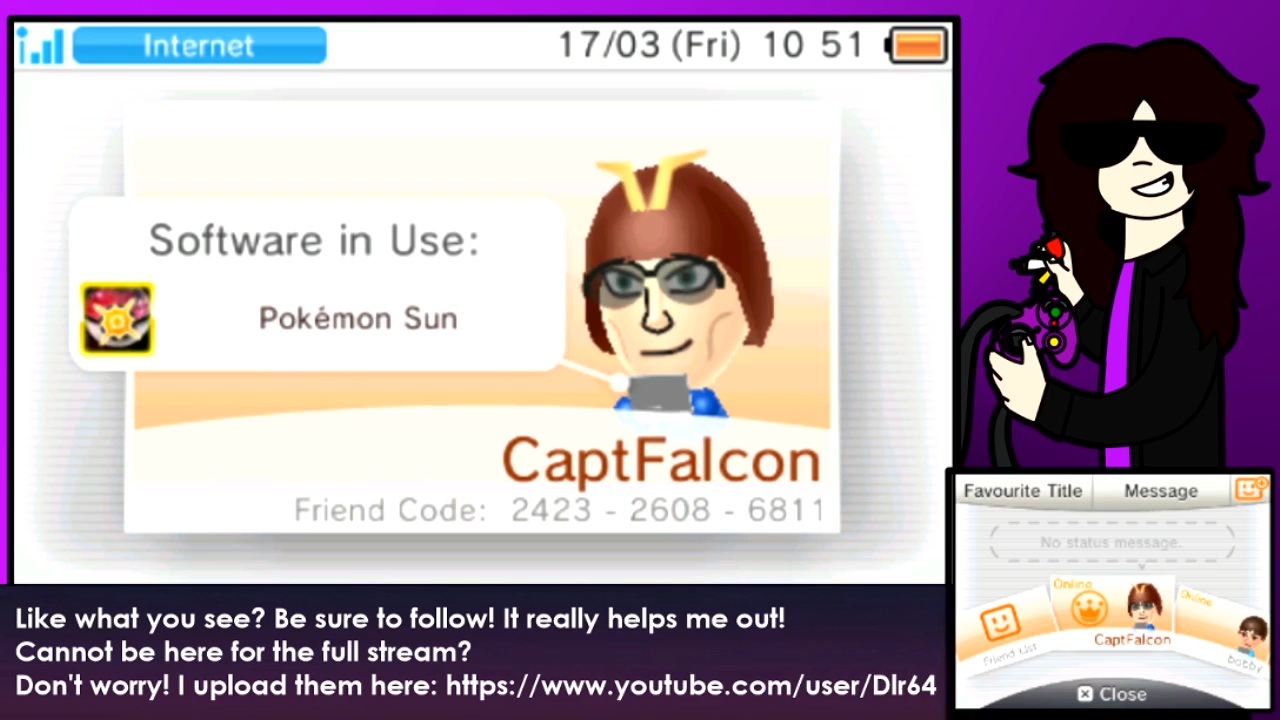 Internet
17/03 (Fri) 10 51
Software in Use:
Pokémon Sun
CaptFalcon
Friend Code: 2423 - 2608 - 6811
Favourite Title
Message
No status message.
Online
Online
Friend List
CaptFalcon
bobby
Close
Like what you see? Be sure to follow! It really helps me out!
Cannot be here for the full stream?
Don't worry! I upload them here: https://www.youtube.com/user/Dlr64